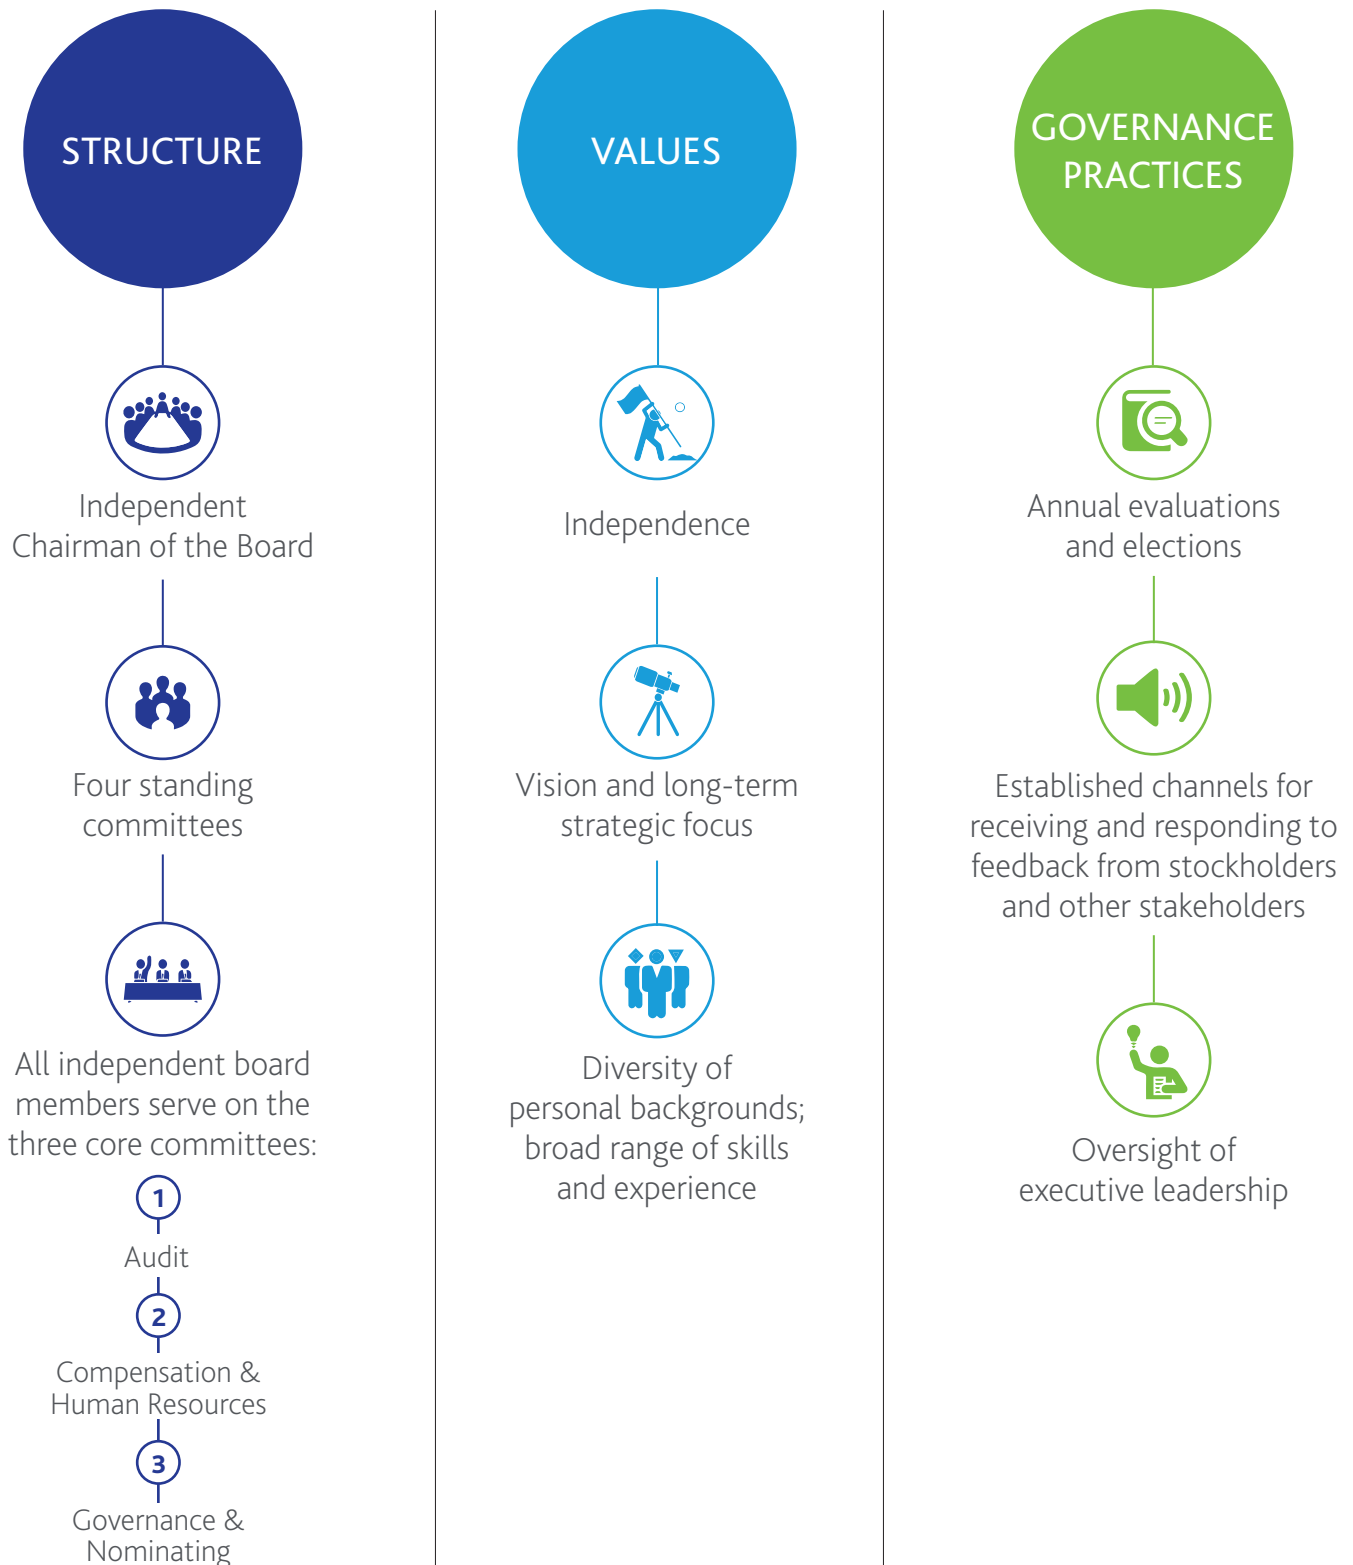 STRUCTURE
Independent
Chairman of the Board
Four standing
committees
All independent board
members serve on the
three core committees:
1
Audit
2
Compensation &
Human Resources
3
Governance &
Nominating
VALUES
Independence
Vision and long-term
strategic focus
Diversity of
personal backgrounds;
broad range of skills
and experience
GOVERNANCE
PRACTICES
Annual evaluations
and elections
Established channels for
receiving and responding to
feedback from stockholders
and other stakeholders
Oversight of
executive leadership